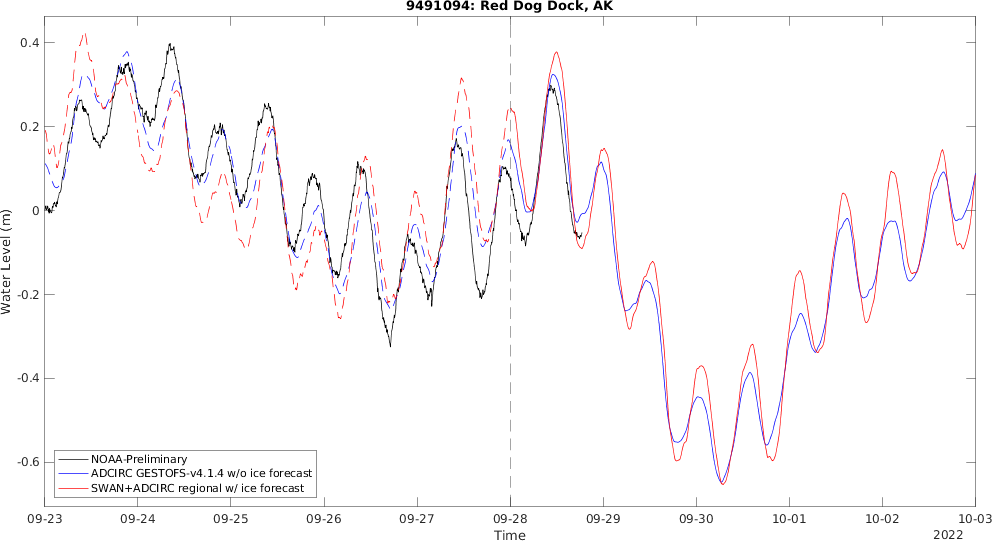 9491094: Red Dog Dock, AK
Water Level (m)
0.4
0.2
0
-0.2
-0.4
-0.6
NOAA-Preliminary
ADCIRC GESTOFS-v4.1.4 w/o ice forecast
SWAN+ADCIRC regional w/ ice forecast
09-23 09-24 09-25 09-26 09-27 09-28 09-29 09-30 10-01 10-02 10-03
Time
2022